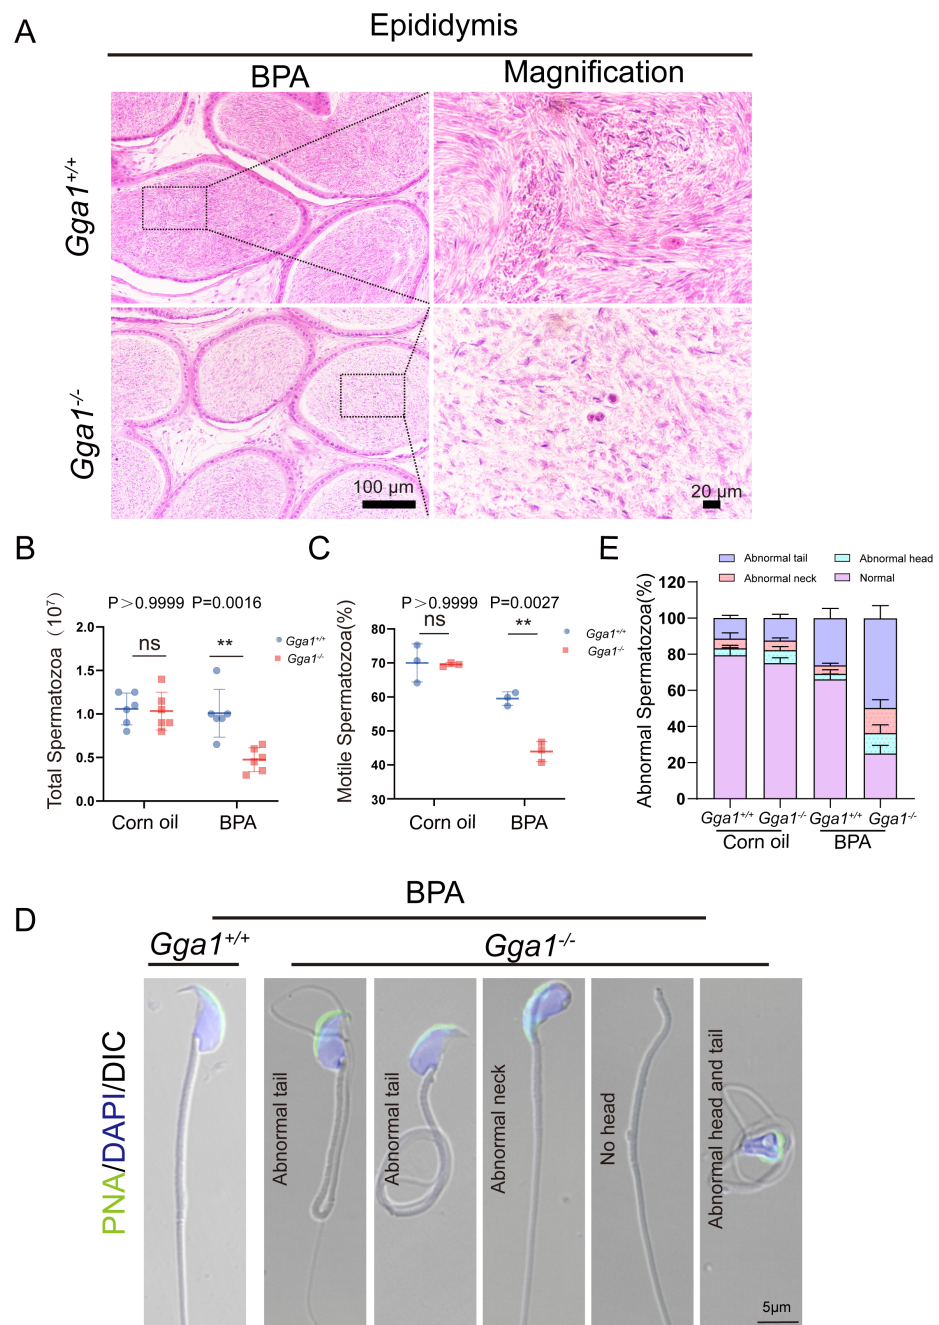 A
Epididymis
BPA
Magnification
Gga1+/+
Gga1-/-
100 μm
20 μm
B
P＞0.9999 P=0.0016
Total Spermatozoa（10⁷）
2.0
1.5
1.0
0.5
0.0
ns
**
Gga1+/+
Gga1-/-
Corn oil BPA
C
P＞0.9999 P=0.0027
Motile Spermatozoa(%)
80
70
60
50
40
30
ns
**
Gga1+/+
Gga1-/-
Corn oil BPA
E
Abnormal tail Abnormal head
Abnormal neck Normal
Abnormal Spermatozoa(%)
120
100
80
60
40
20
0
Gga1+/+ Gga1-/- Gga1+/+ Gga1-/-
Corn oil BPA
D
BPA
Gga1+/+ Gga1-/-
PNA/DAPI/DIC
Abnormal tail
Abnormal tail
Abnormal neck
No head
Abnormal head and tail
5μm